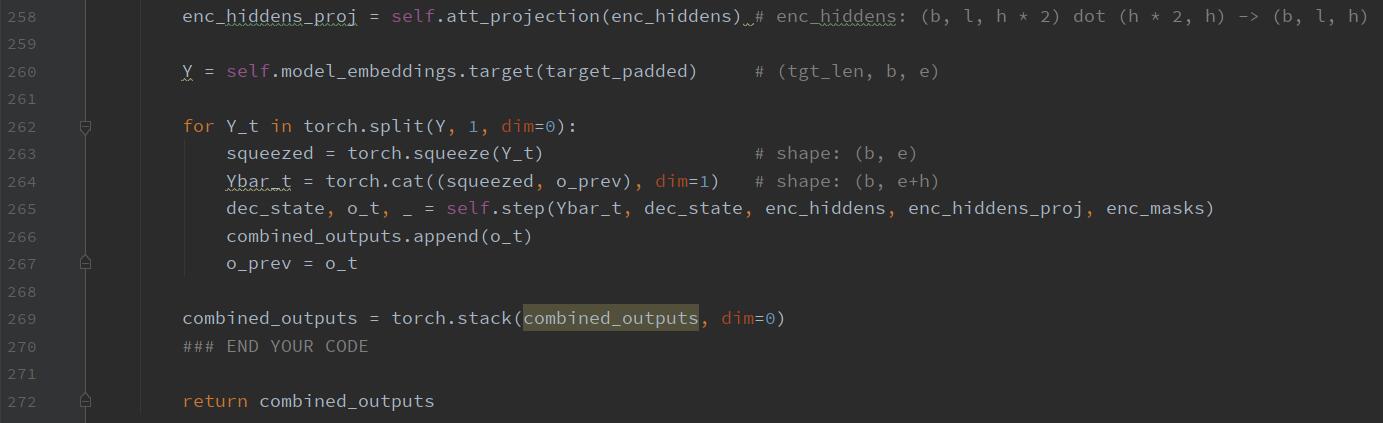 258 enc_hiddens_proj = self.att_projection(enc_hiddens) # enc_hiddens: (b, l, h * 2) dot (h * 2, h) -> (b, l, h)
259
260 Y = self.model_embeddings.target(target_padded) # (tgt_len, b, e)
261
262 for Y_t in torch.split(Y, 1, dim=0):
263 squeezed = torch.squeeze(Y_t) # shape: (b, e)
264 Ybar_t = torch.cat((squeezed, o_prev), dim=1) # shape: (b, e+h)
265 dec_state, o_t, _ = self.step(Ybar_t, dec_state, enc_hiddens, enc_hiddens_proj, enc_masks)
266 combined_outputs.append(o_t)
267 o_prev = o_t
268
269 combined_outputs = torch.stack(combined_outputs, dim=0)
270 ### END YOUR CODE
271
272 return combined_outputs